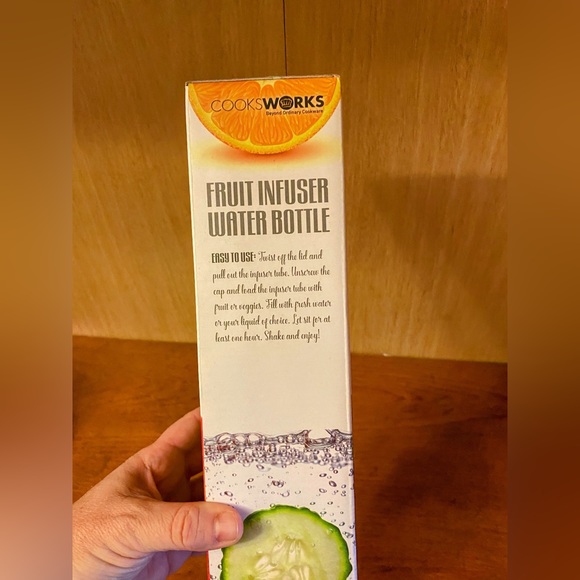 COOKSWORKS
Beyond Ordinary Cookware
FRUIT INFUSER
WATER BOTTLE
EASY TO USE: Twist off the lid and
pull out the infuser tube. Unscrew the
cap and load the infuser tube with
fruit or veggies. Fill with fresh water
or your liquid of choice. Let sit for at
least one hour. Shake and enjoy!